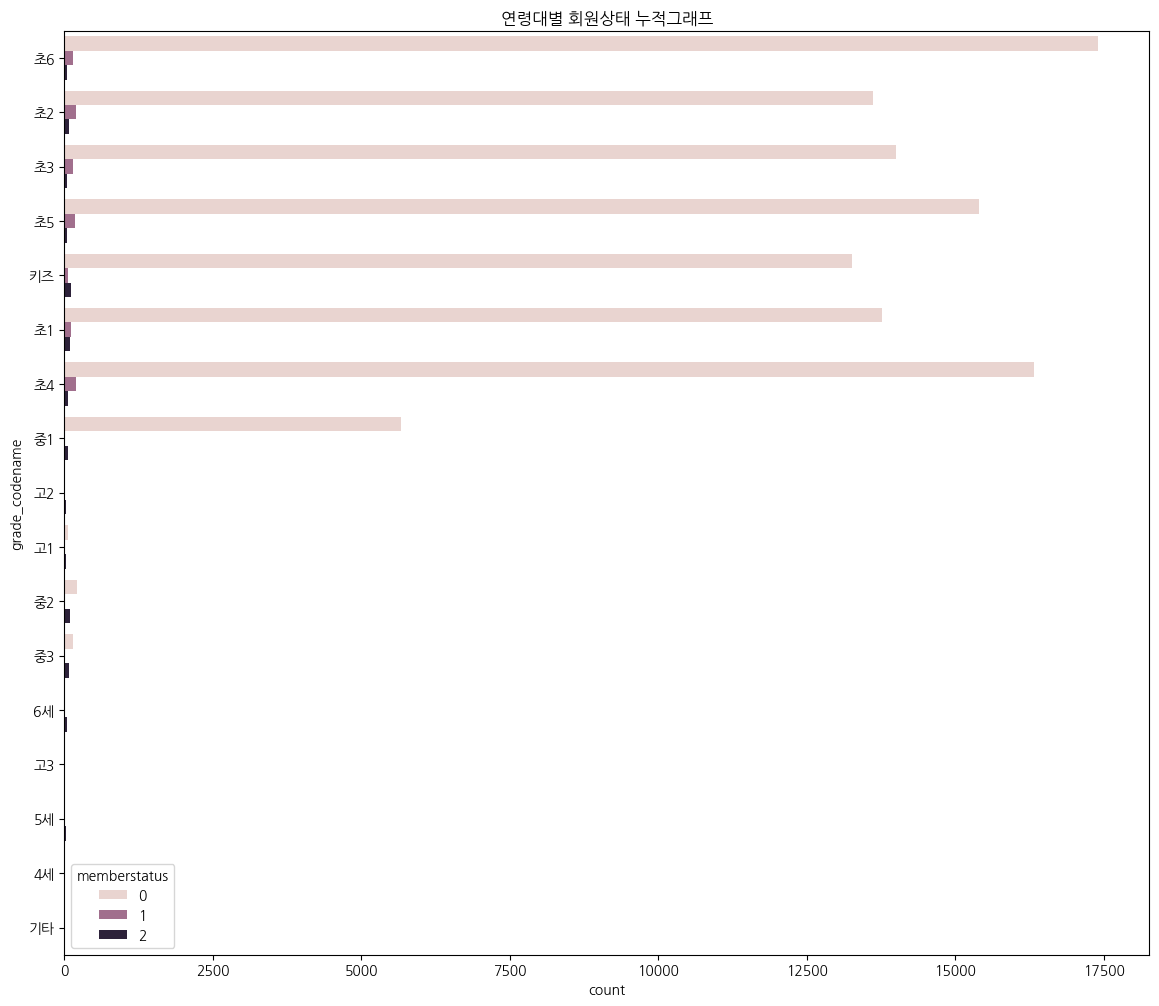 연령대별 회원상태 누적그래프
grade_codename
초6
초2
초3
초5
키즈
초1
초4
중1
고2
고1
중2
중3
6세
고3
5세
4세
기타
memberstatus
0
1
2
0 2500 5000 7500 10000 12500 15000 17500
count